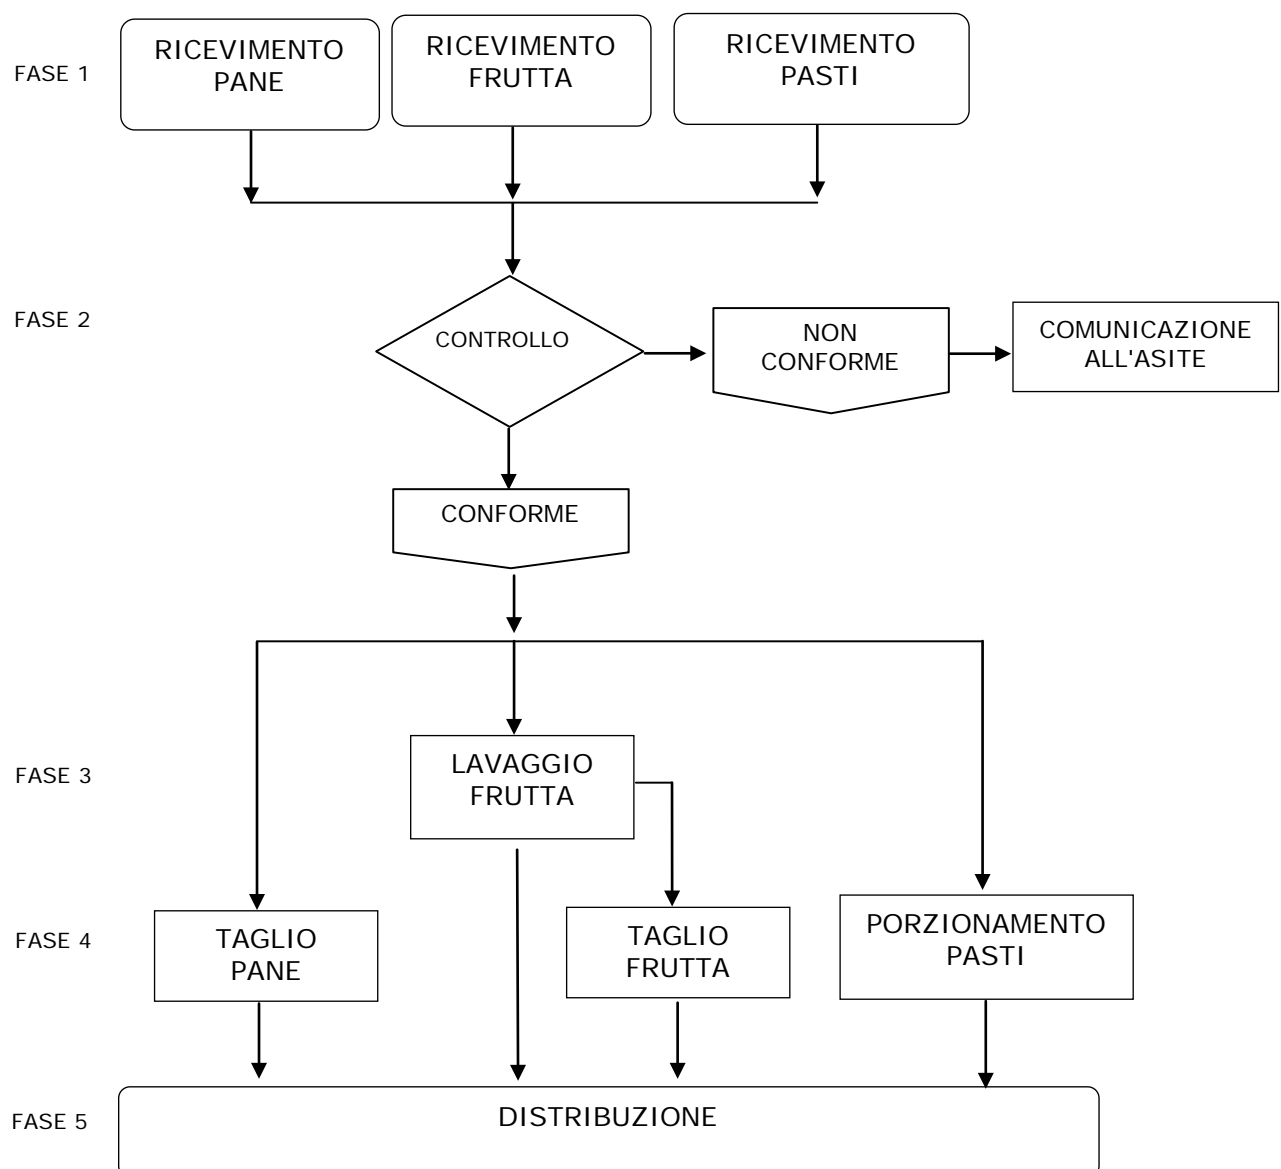 FASE 1
RICEVIMENTO
PANE
RICEVIMENTO
FRUTTA
RICEVIMENTO
PASTI
FASE 2
CONTROLLO
NON
CONFORME
COMUNICAZIONE
ALL'ASITE
CONFORME
FASE 3
LAVAGGIO
FRUTTA
FASE 4
TAGLIO
PANE
TAGLIO
FRUTTA
PORZIONAMENTO
PASTI
FASE 5
DISTRIBUZIONE